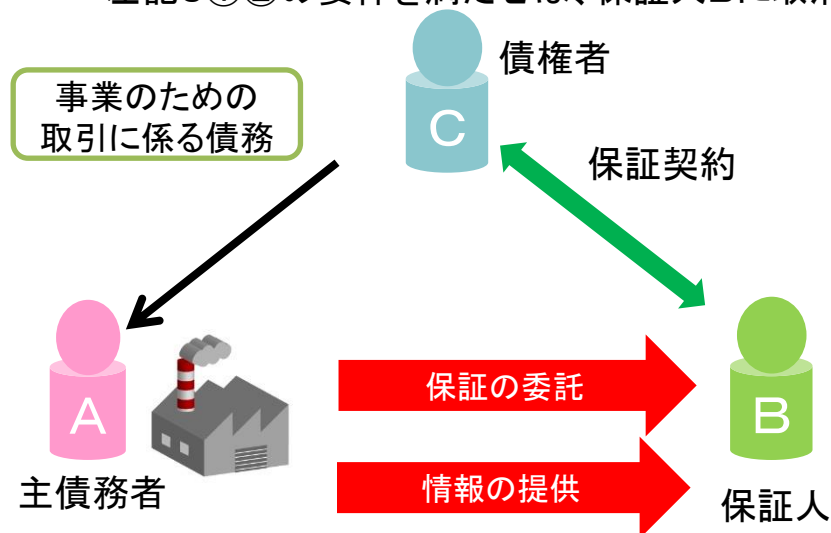 債権者
事業のための
取引に係る債務
C
保証契約
保証の委託
A
B
情報の提供
主債務者
保証人